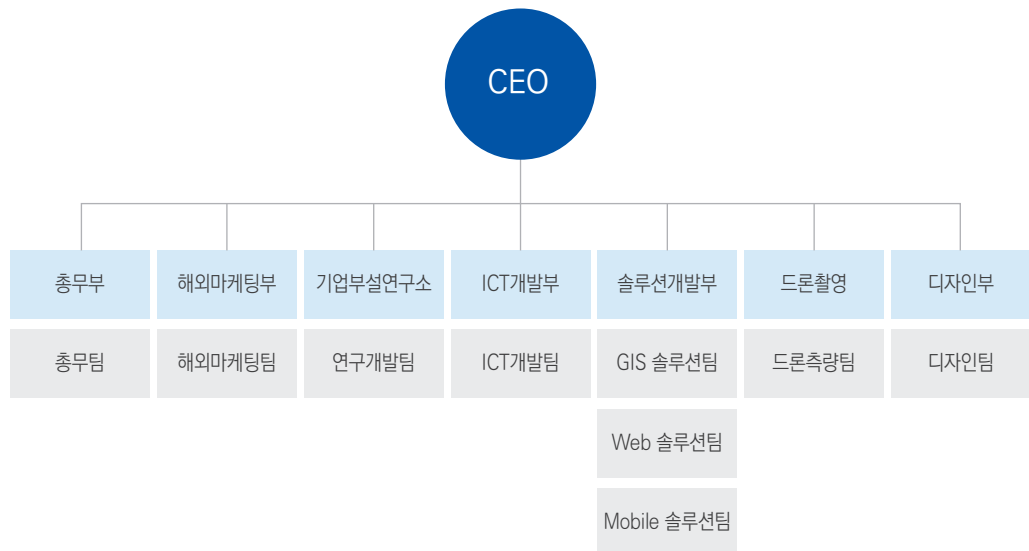 CEO
총무부
해외마케팅부
기업부설연구소
ICT개발부
솔루션개발부
드론촬영
디자인부
총무팀
해외마케팅팀
연구개발팀
ICT개발팀
GIS 솔루션팀
드론측량팀
디자인팀
Web 솔루션팀
Mobile 솔루션팀